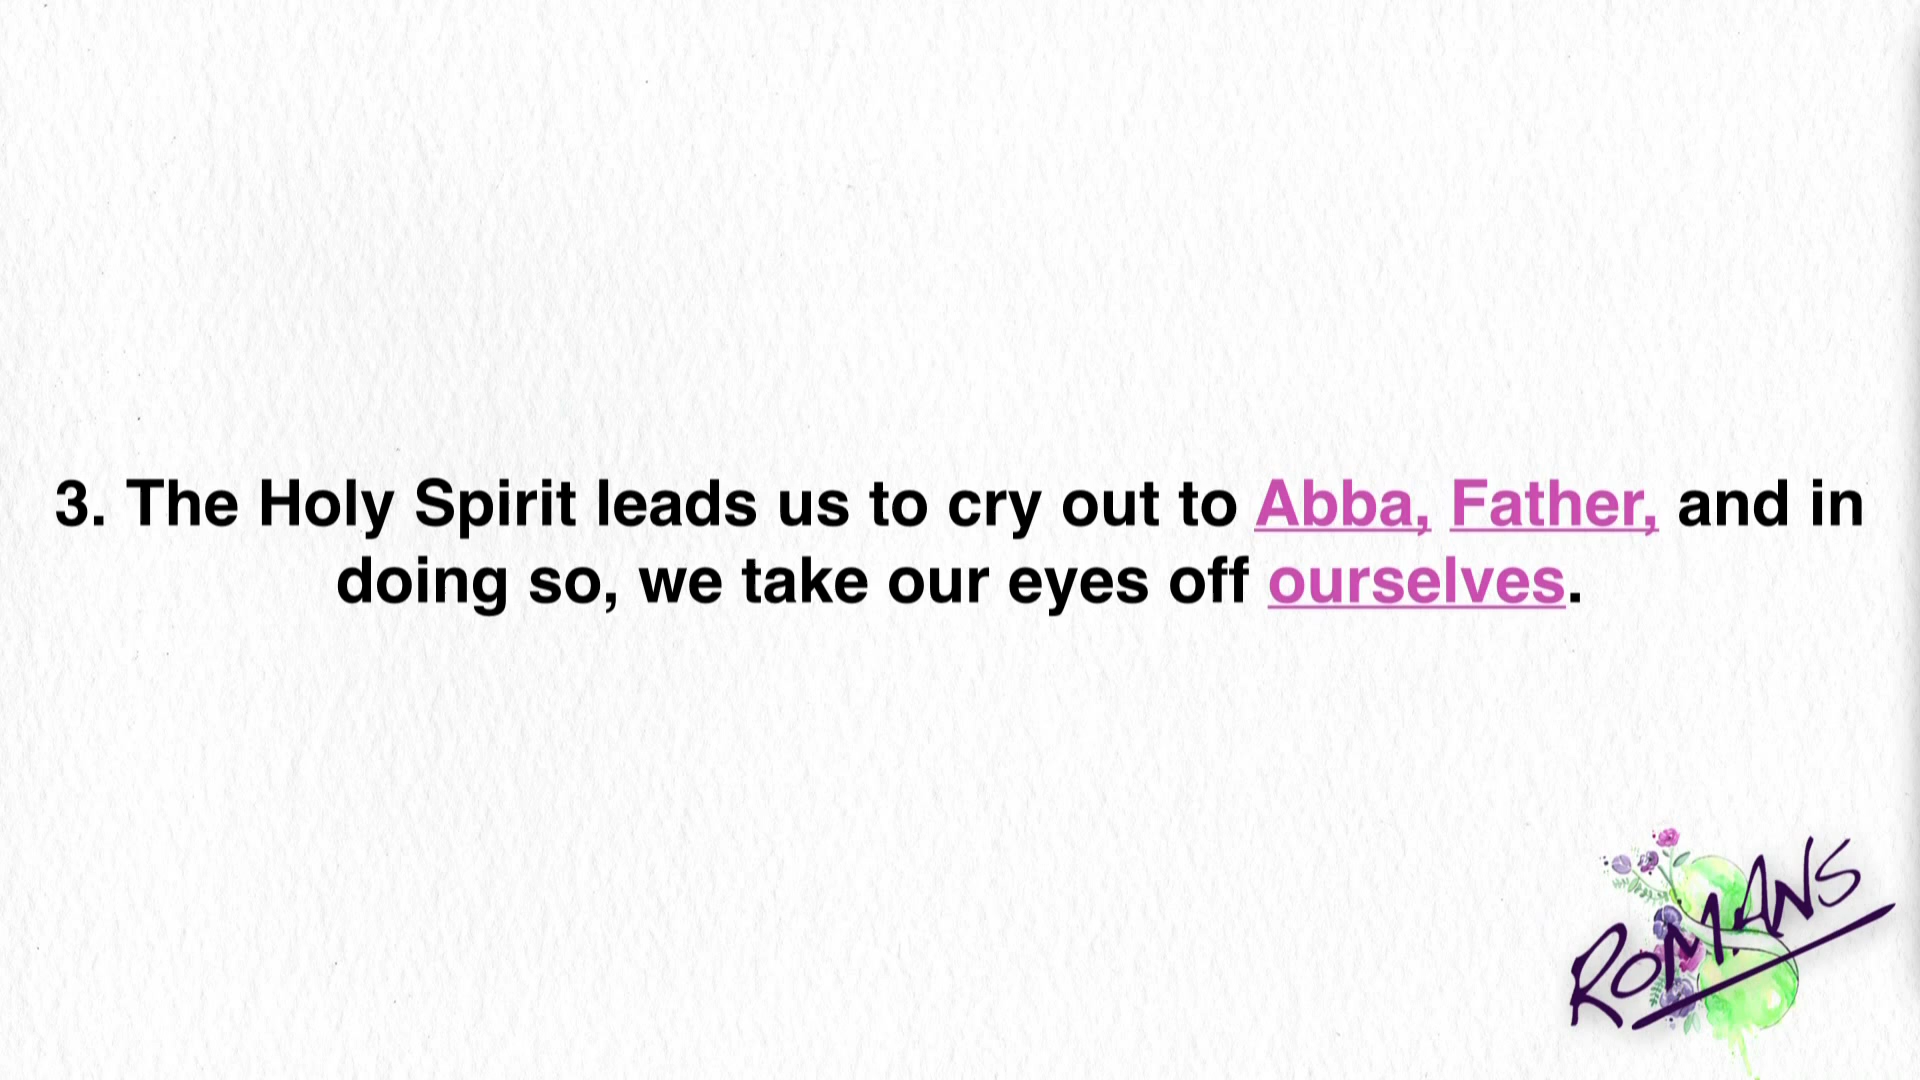 3. The Holy Spirit leads us to cry out to Abba, Father, and in
doing so, we take our eyes off ourselves.
ROMANS